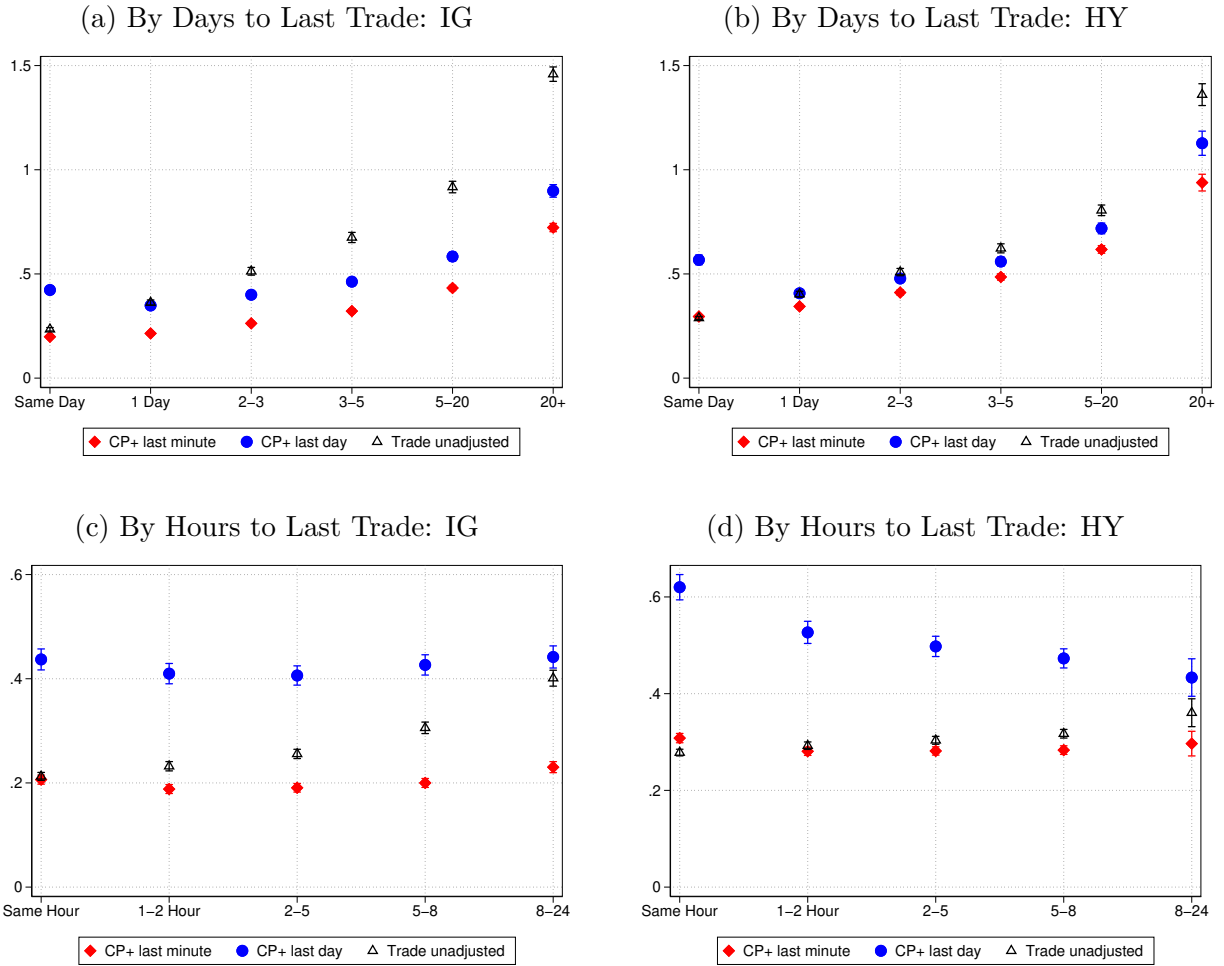 (a) By Days to Last Trade: IG
1.5
1
.5
0
Same Day 1 Day 2–3 3–5 5–20 20+
CP+ last minute CP+ last day Trade unadjusted
(b) By Days to Last Trade: HY
1.5
1
.5
0
Same Day 1 Day 2–3 3–5 5–20 20+
CP+ last minute CP+ last day Trade unadjusted
(c) By Hours to Last Trade: IG
.6
.4
.2
0
Same Hour 1–2 Hour 2–5 5–8 8–24
CP+ last minute CP+ last day Trade unadjusted
(d) By Hours to Last Trade: HY
.6
.4
.2
0
Same Hour 1–2 Hour 2–5 5–8 8–24
CP+ last minute CP+ last day Trade unadjusted